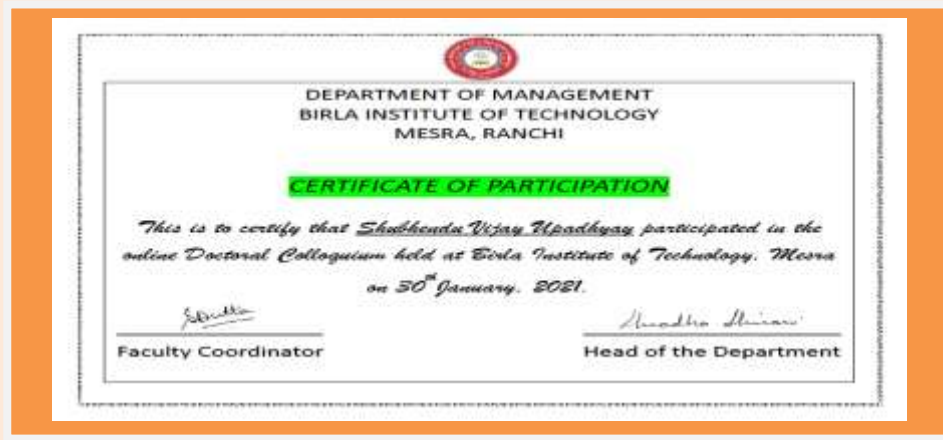 DEPARTMENT OF MANAGEMENT
BIRLA INSTITUTE OF TECHNOLOGY
MESRA, RANCHI
CERTIFICATE OF PARTICIPATION
This is to certify that Shubhendu Vijay Upadhyay participated in the
online Doctoral Colloquium held at Birla Institute of Technology, Mesra
on 30th January, 2021.
Faculty Coordinator
Head of the Department